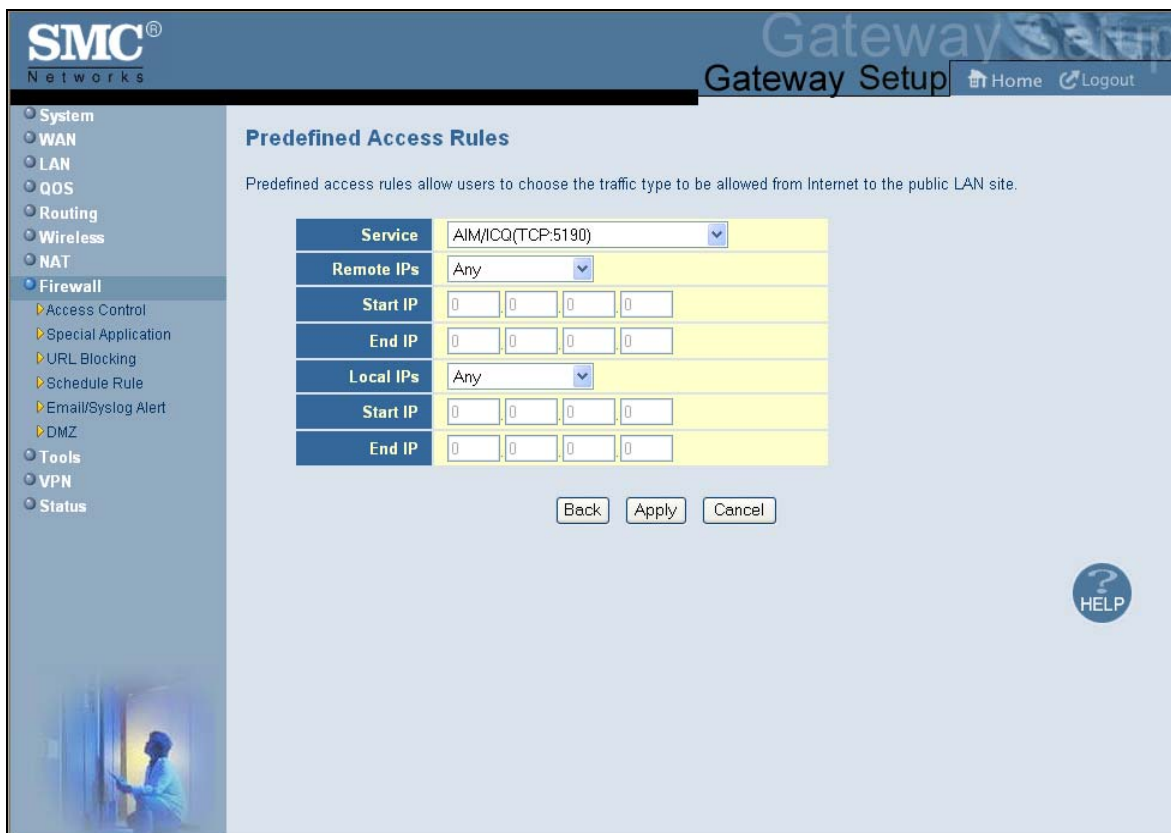 SMC®
Networks
Gateway Setup
Gateway Setup
Home
Logout
System
WAN
LAN
QOS
Routing
Wireless
NAT
Firewall
Access Control
Special Application
URL Blocking
Schedule Rule
Email/Syslog Alert
DMZ
Tools
VPN
Status
Predefined Access Rules
Predefined access rules allow users to choose the traffic type to be allowed from Internet to the public LAN site.
Service AIM/ICQ(TCP:5190)
Remote IPs Any
Start IP 0 .0 .0 .0
End IP 0 .0 .0 .0
Local IPs Any
Start IP 0 .0 .0 .0
End IP 0 .0 .0 .0
Back Apply Cancel
?
HELP